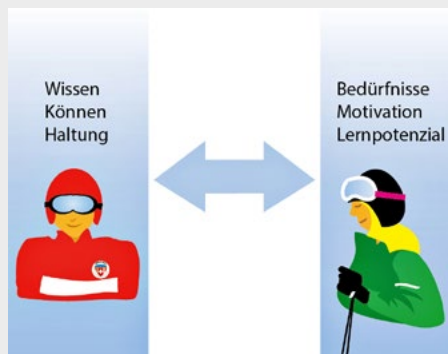 Wissen
Können
Haltung
Bedürfnisse
Motivation
Lernpotenzial